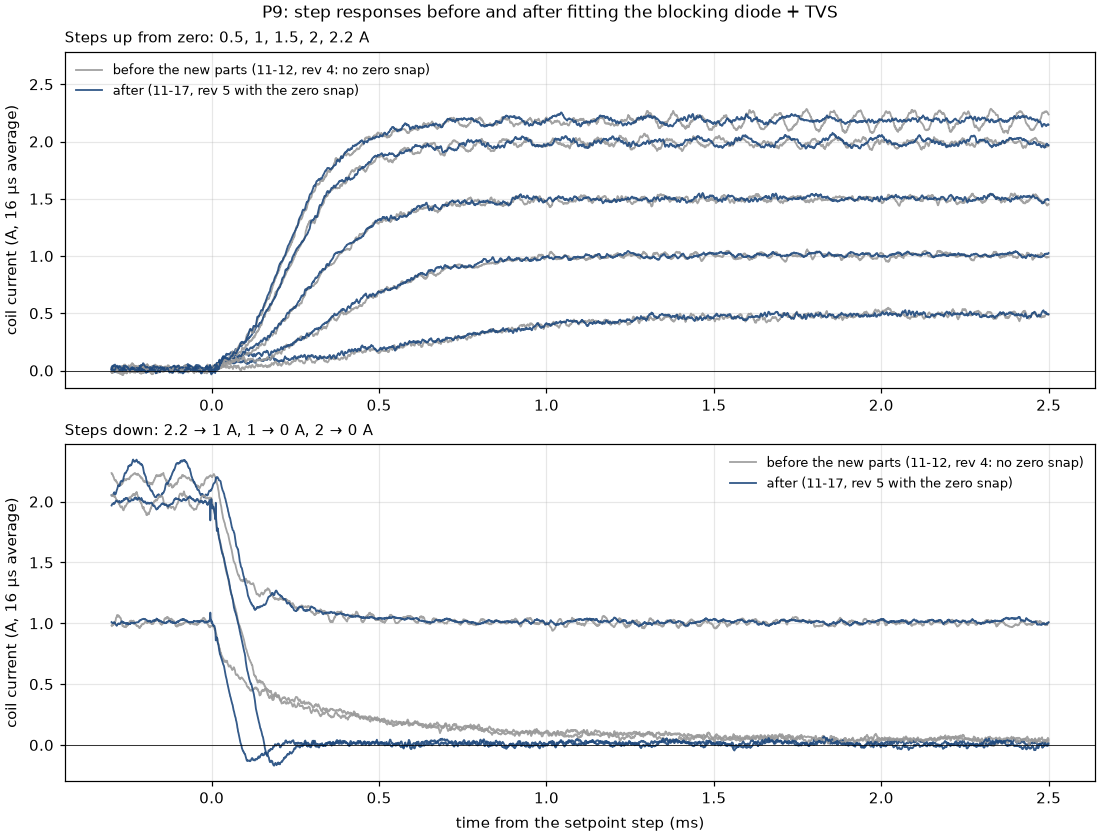 P9: step responses before and after fitting the blocking diode + TVS
Steps up from zero: 0.5, 1, 1.5, 2, 2.2 A
before the new parts (11-12, rev 4: no zero snap)
after (11-17, rev 5 with the zero snap)
coil current (A, 16 µs average)
2.5
2.0
1.5
1.0
0.5
0.0
0.0 0.5 1.0 1.5 2.0 2.5
Steps down: 2.2 → 1 A, 1 → 0 A, 2 → 0 A
before the new parts (11-12, rev 4: no zero snap)
after (11-17, rev 5 with the zero snap)
coil current (A, 16 µs average)
2.0
1.5
1.0
0.5
0.0
0.0 0.5 1.0 1.5 2.0 2.5
time from the setpoint step (ms)